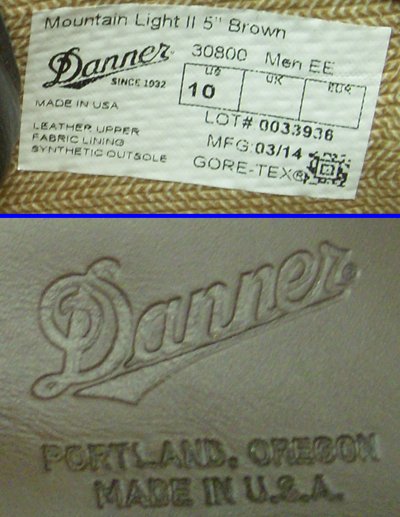 Mountain Light II 5" Brown
Danner
SINCE 1932
30800 Men EE
US UK EUR
10
MADE IN USA
LOT# 0033936
LEATHER UPPER
FABRIC LINING
SYNTHETIC OUTSOLE
MFG 03/14
GORE-TEX®
Danner
PORTLAND, OREGON
MADE IN U.S.A.